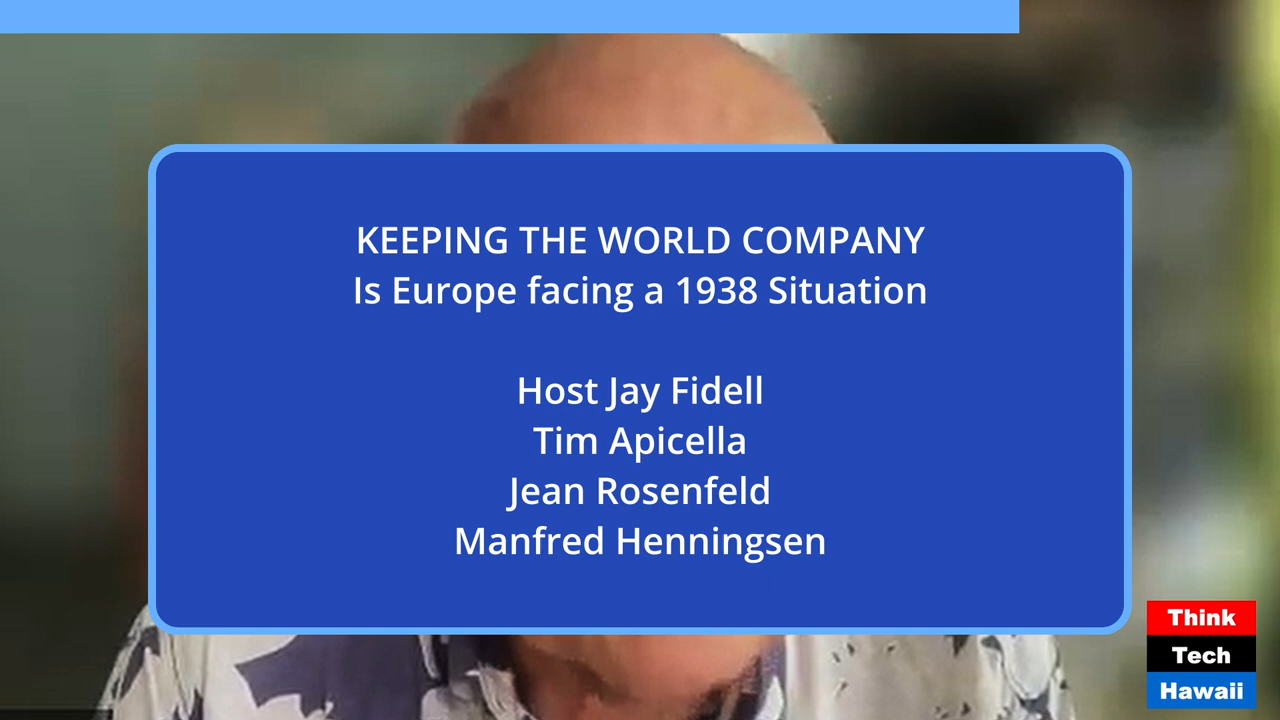 KEEPING THE WORLD COMPANY
Is Europe facing a 1938 Situation
Host Jay Fidell
Tim Apicella
Jean Rosenfeld
Manfred Henningsen
Think
Tech
Hawaii